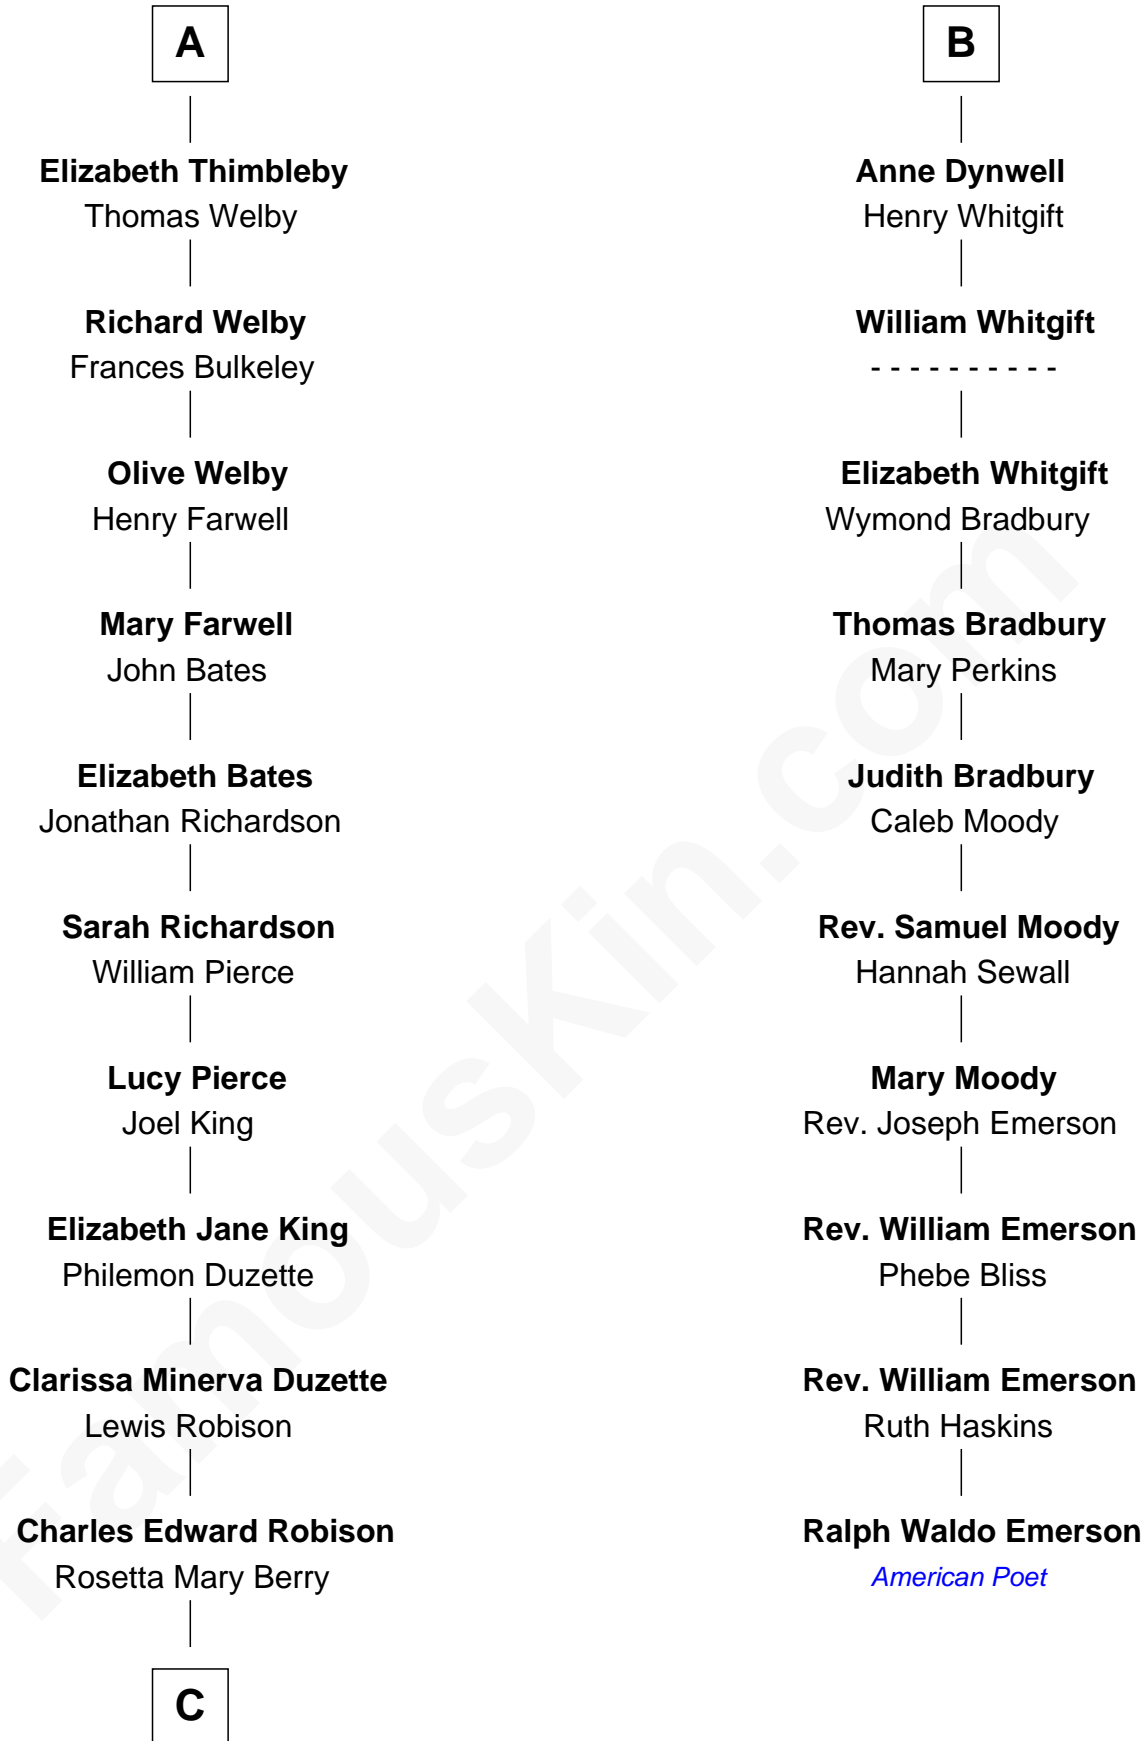 A
Elizabeth Thimbleby
Thomas Welby
Richard Welby
Frances Bulkeley
Olive Welby
Henry Farwell
Mary Farwell
John Bates
Elizabeth Bates
Jonathan Richardson
Sarah Richardson
William Pierce
Lucy Pierce
Joel King
Elizabeth Jane King
Philemon Duzette
Clarissa Minerva Duzette
Lewis Robison
Charles Edward Robison
Rosetta Mary Berry
C
B
Anne Dynwell
Henry Whitgift
William Whitgift
- - - - - - - - - -
Elizabeth Whitgift
Wymond Bradbury
Thomas Bradbury
Mary Perkins
Judith Bradbury
Caleb Moody
Rev. Samuel Moody
Hannah Sewall
Mary Moody
Rev. Joseph Emerson
Rev. William Emerson
Phebe Bliss
Rev. William Emerson
Ruth Haskins
Ralph Waldo Emerson
American Poet
FamousKin.com